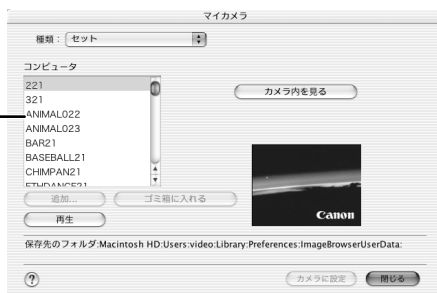 マイカメラ
種類： セット
コンピュータ
221
321
ANIMAL022
ANIMAL023
BAR21
BASEBALL21
CHIMPAN21
ETHDANCE21
追加...
ゴミ箱に入れる
再生
カメラ内を見る
Canon
保存先のフォルダ:Macintosh HD:Users:video:Library:Preferences:ImageBrowserUserData:
?
カメラに設定
閉じる